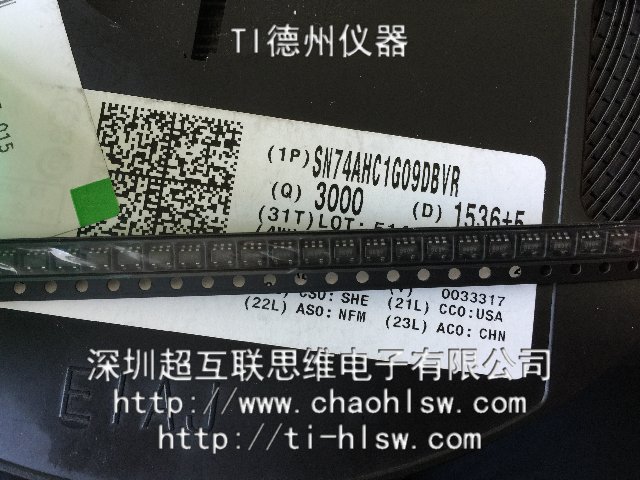 TI德州仪器
015
(1P)SN74AHC1G09DBVR
(Q) 3000 (D) 1536+5
(31T)LOT:
CSO: SHE 0033317
(21L) CCO:USA
(22L) ASO: NFM (23L) ACO: CHN
深圳超互联思维电子有限公司
EIAJ
http://www.chaohlsw.com
http://ti-hlsw.com